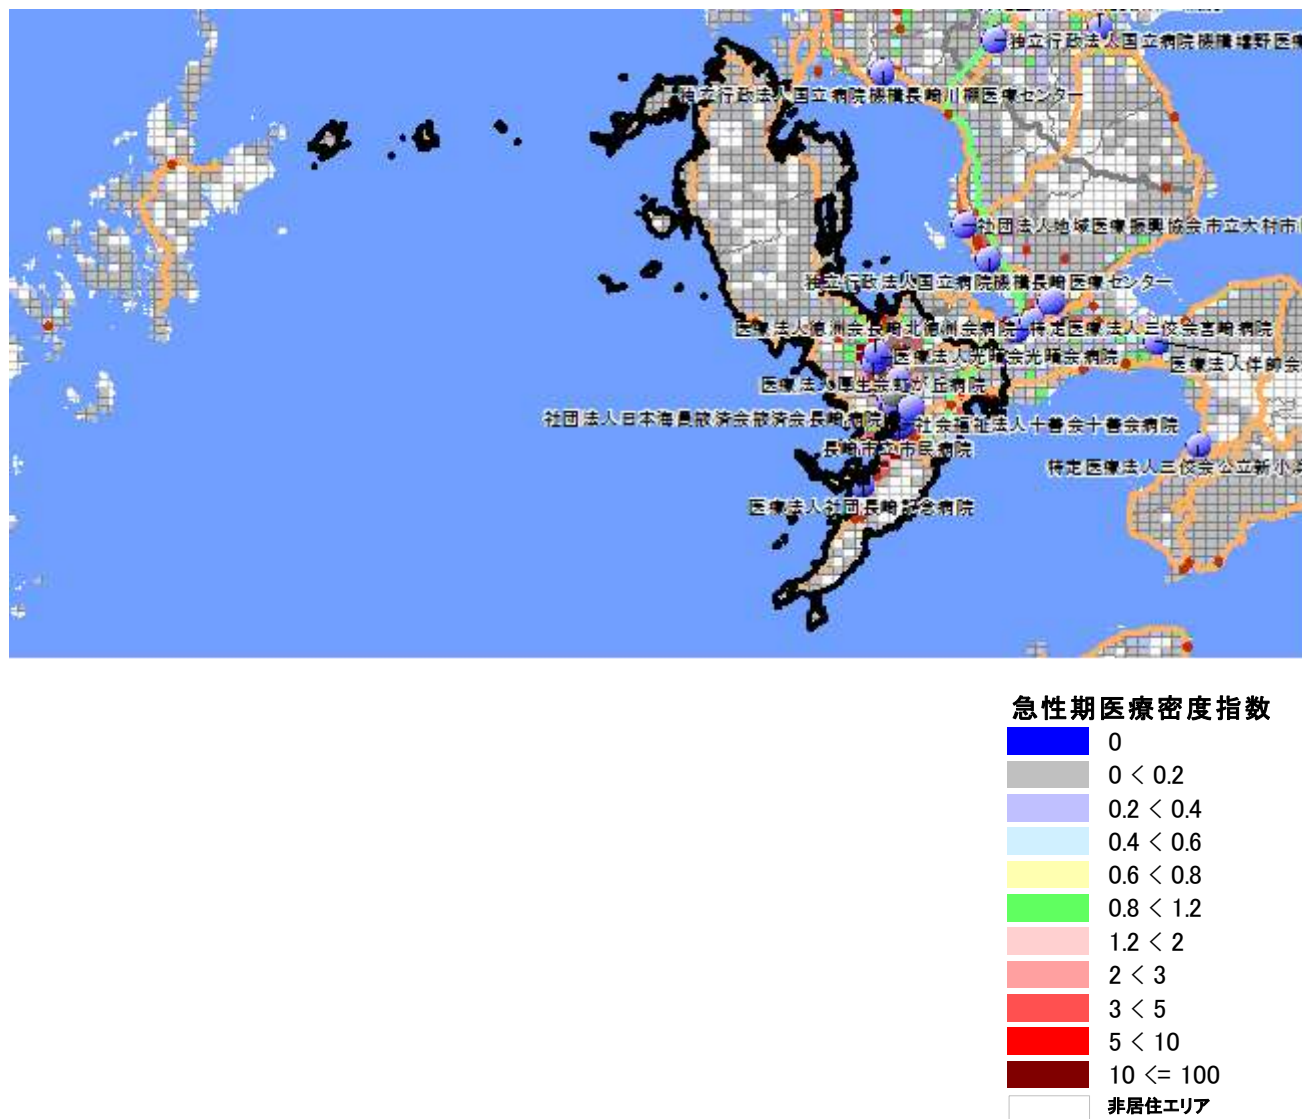 独立行政法人国立病院機構嬉野医療
独立行政法人国立病院機構長崎川棚医療センター
社団法人地域医療振興協会市立大村市
独立行政法人国立病院機構長崎医療センター
医療法人徳洲会長崎北徳洲会病院
特定医療法人三佼会宮崎病院
医療法人光晴会光晴会病院
医療法人伴帥会
医療法人厚生会虹が丘病院
社団法人日本海員掖済会掖済会長崎病院
社会福祉法人十善会十善会病院
長崎市立市民病院
特定医療法人三佼会公立新小浜
医療法人社団長崎記念病院
急性期医療密度指数
0
0 < 0.2
0.2 < 0.4
0.4 < 0.6
0.6 < 0.8
0.8 < 1.2
1.2 < 2
2 < 3
3 < 5
5 < 10
10 <= 100
非居住エリア